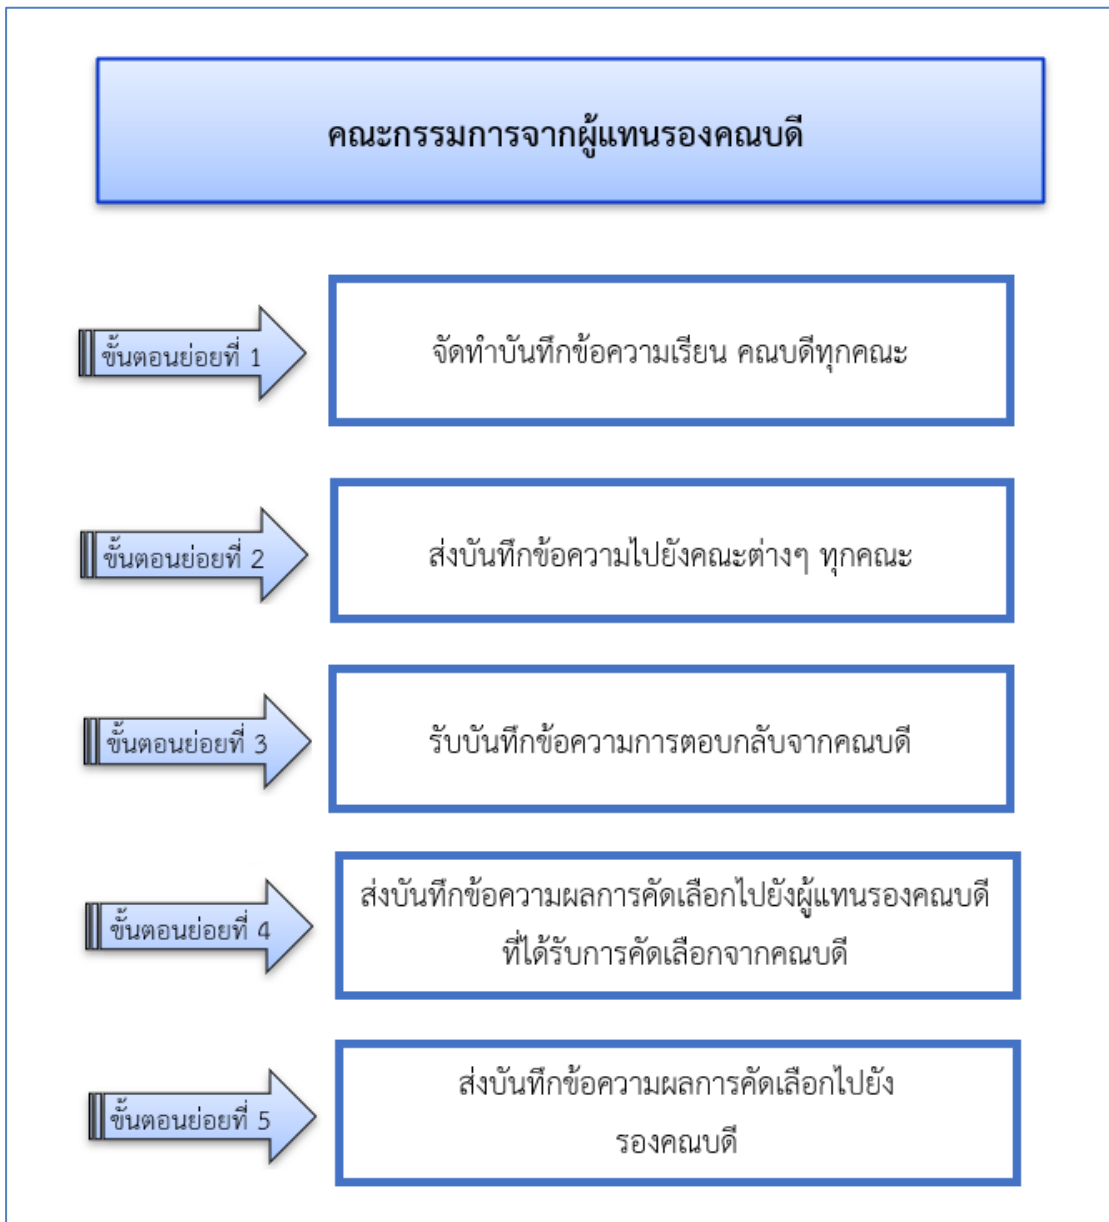 คณะกรรมการจากผู้แทนรองคณบดี
ขั้นตอนย่อยที่ 1
จัดทำบันทึกข้อความเรียน คณบดีทุกคณะ
ขั้นตอนย่อยที่ 2
ส่งบันทึกข้อความไปยังคณะต่างๆ ทุกคณะ
ขั้นตอนย่อยที่ 3
รับบันทึกข้อความการตอบกลับจากคณบดี
ขั้นตอนย่อยที่ 4
ส่งบันทึกข้อความผลการคัดเลือกไปยังผู้แทนรองคณบดี
ที่ได้รับการคัดเลือกจากคณบดี
ขั้นตอนย่อยที่ 5
ส่งบันทึกข้อความผลการคัดเลือกไปยัง
รองคณบดี